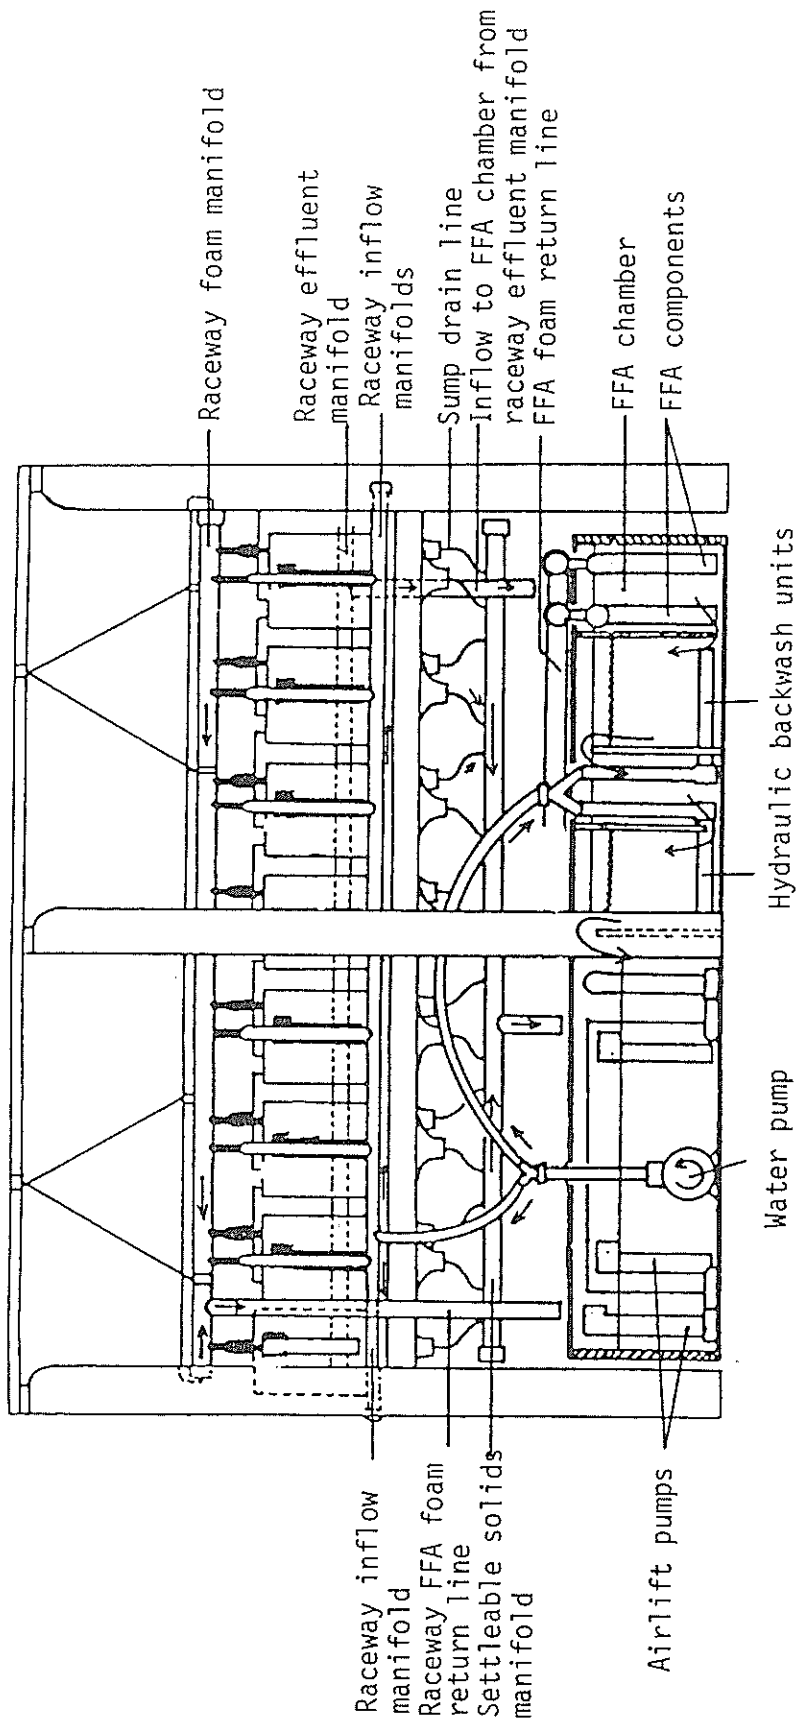 Raceway foam manifold
Raceway effluent
manifold
Raceway inflow
manifolds
Sump drain line
Inflow to FFA chamber from
raceway effluent manifold
FFA foam return line
FFA chamber
FFA components
Hydraulic backwash units
Water pump
Raceway inflow
manifold
Raceway FFA foam
return line
Settleable solids
manifold
Airlift pumps